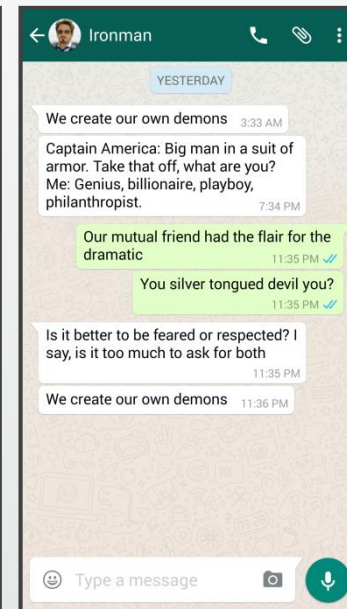 Ironman
YESTERDAY
We create our own demons 3:33 AM
Captain America: Big man in a suit of
armor. Take that off, what are you?
Me: Genius, billionaire, playboy,
philanthropist. 7:34 PM
Our mutual friend had the flair for the
dramatic 11:35 PM
You silver tongued devil you?
11:35 PM
Is it better to be feared or respected? I
say, is it too much to ask for both
11:35 PM
We create our own demons 11:36 PM
Type a message